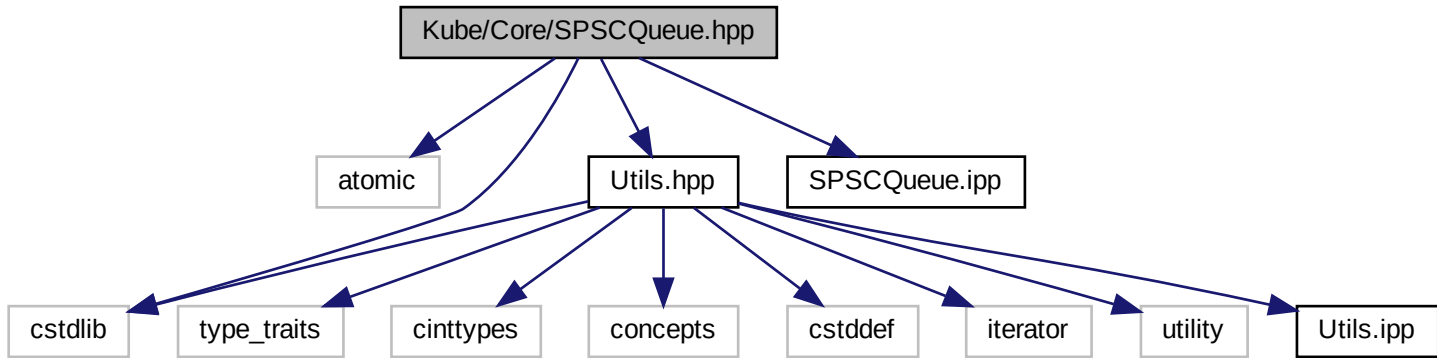 Kube/Core/SPSCQueue.hpp
atomic
Utils.hpp
SPSCQueue.ipp
cstdlib
type_traits
cinttypes
concepts
cstddef
iterator
utility
Utils.ipp